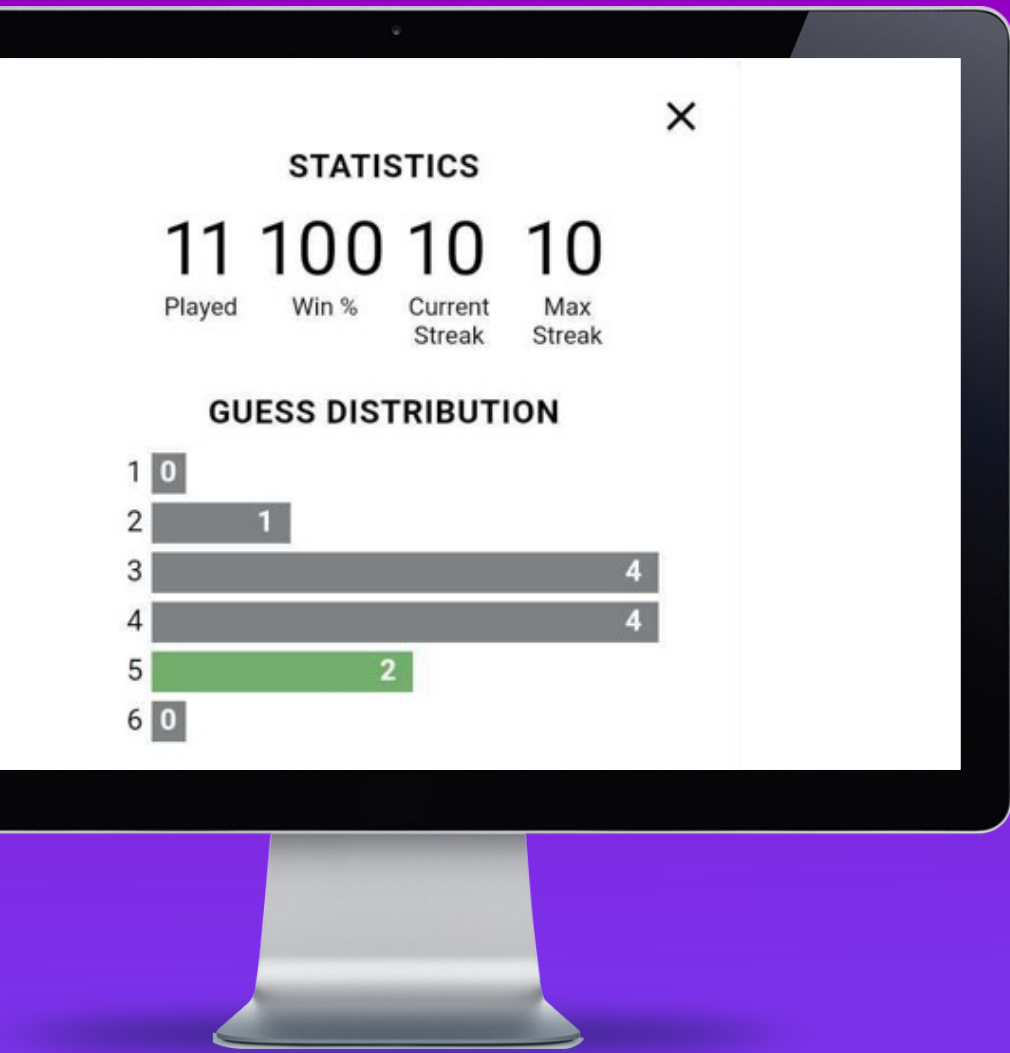 STATISTICS
11 100 10 10
Played Win % Current Max
Streak Streak
GUESS DISTRIBUTION
1 0
2 1
3 4
4 4
5 2
6 0